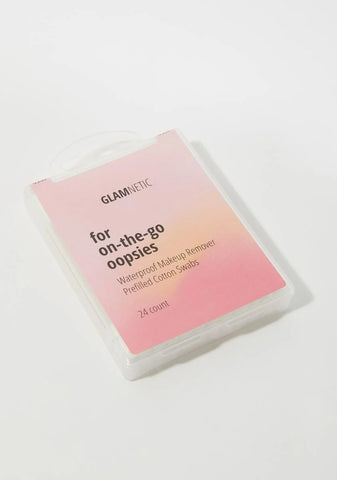 GLAMNETIC
for
on-the-go
oopsies
Waterproof Makeup Remover
Prefilled Cotton Swabs
24 count